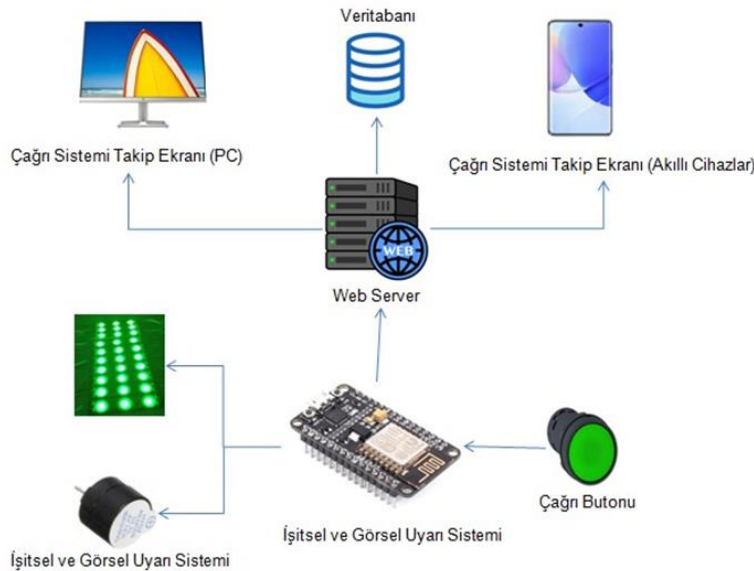 Veritabanı
Çağrı Sistemi Takip Ekranı (PC)
Çağrı Sistemi Takip Ekranı (Akıllı Cihazlar)
WEB
Web Server
Çağrı Butonu
İşitsel ve Görsel Uyarı Sistemi
İşitsel ve Görsel Uyarı Sistemi